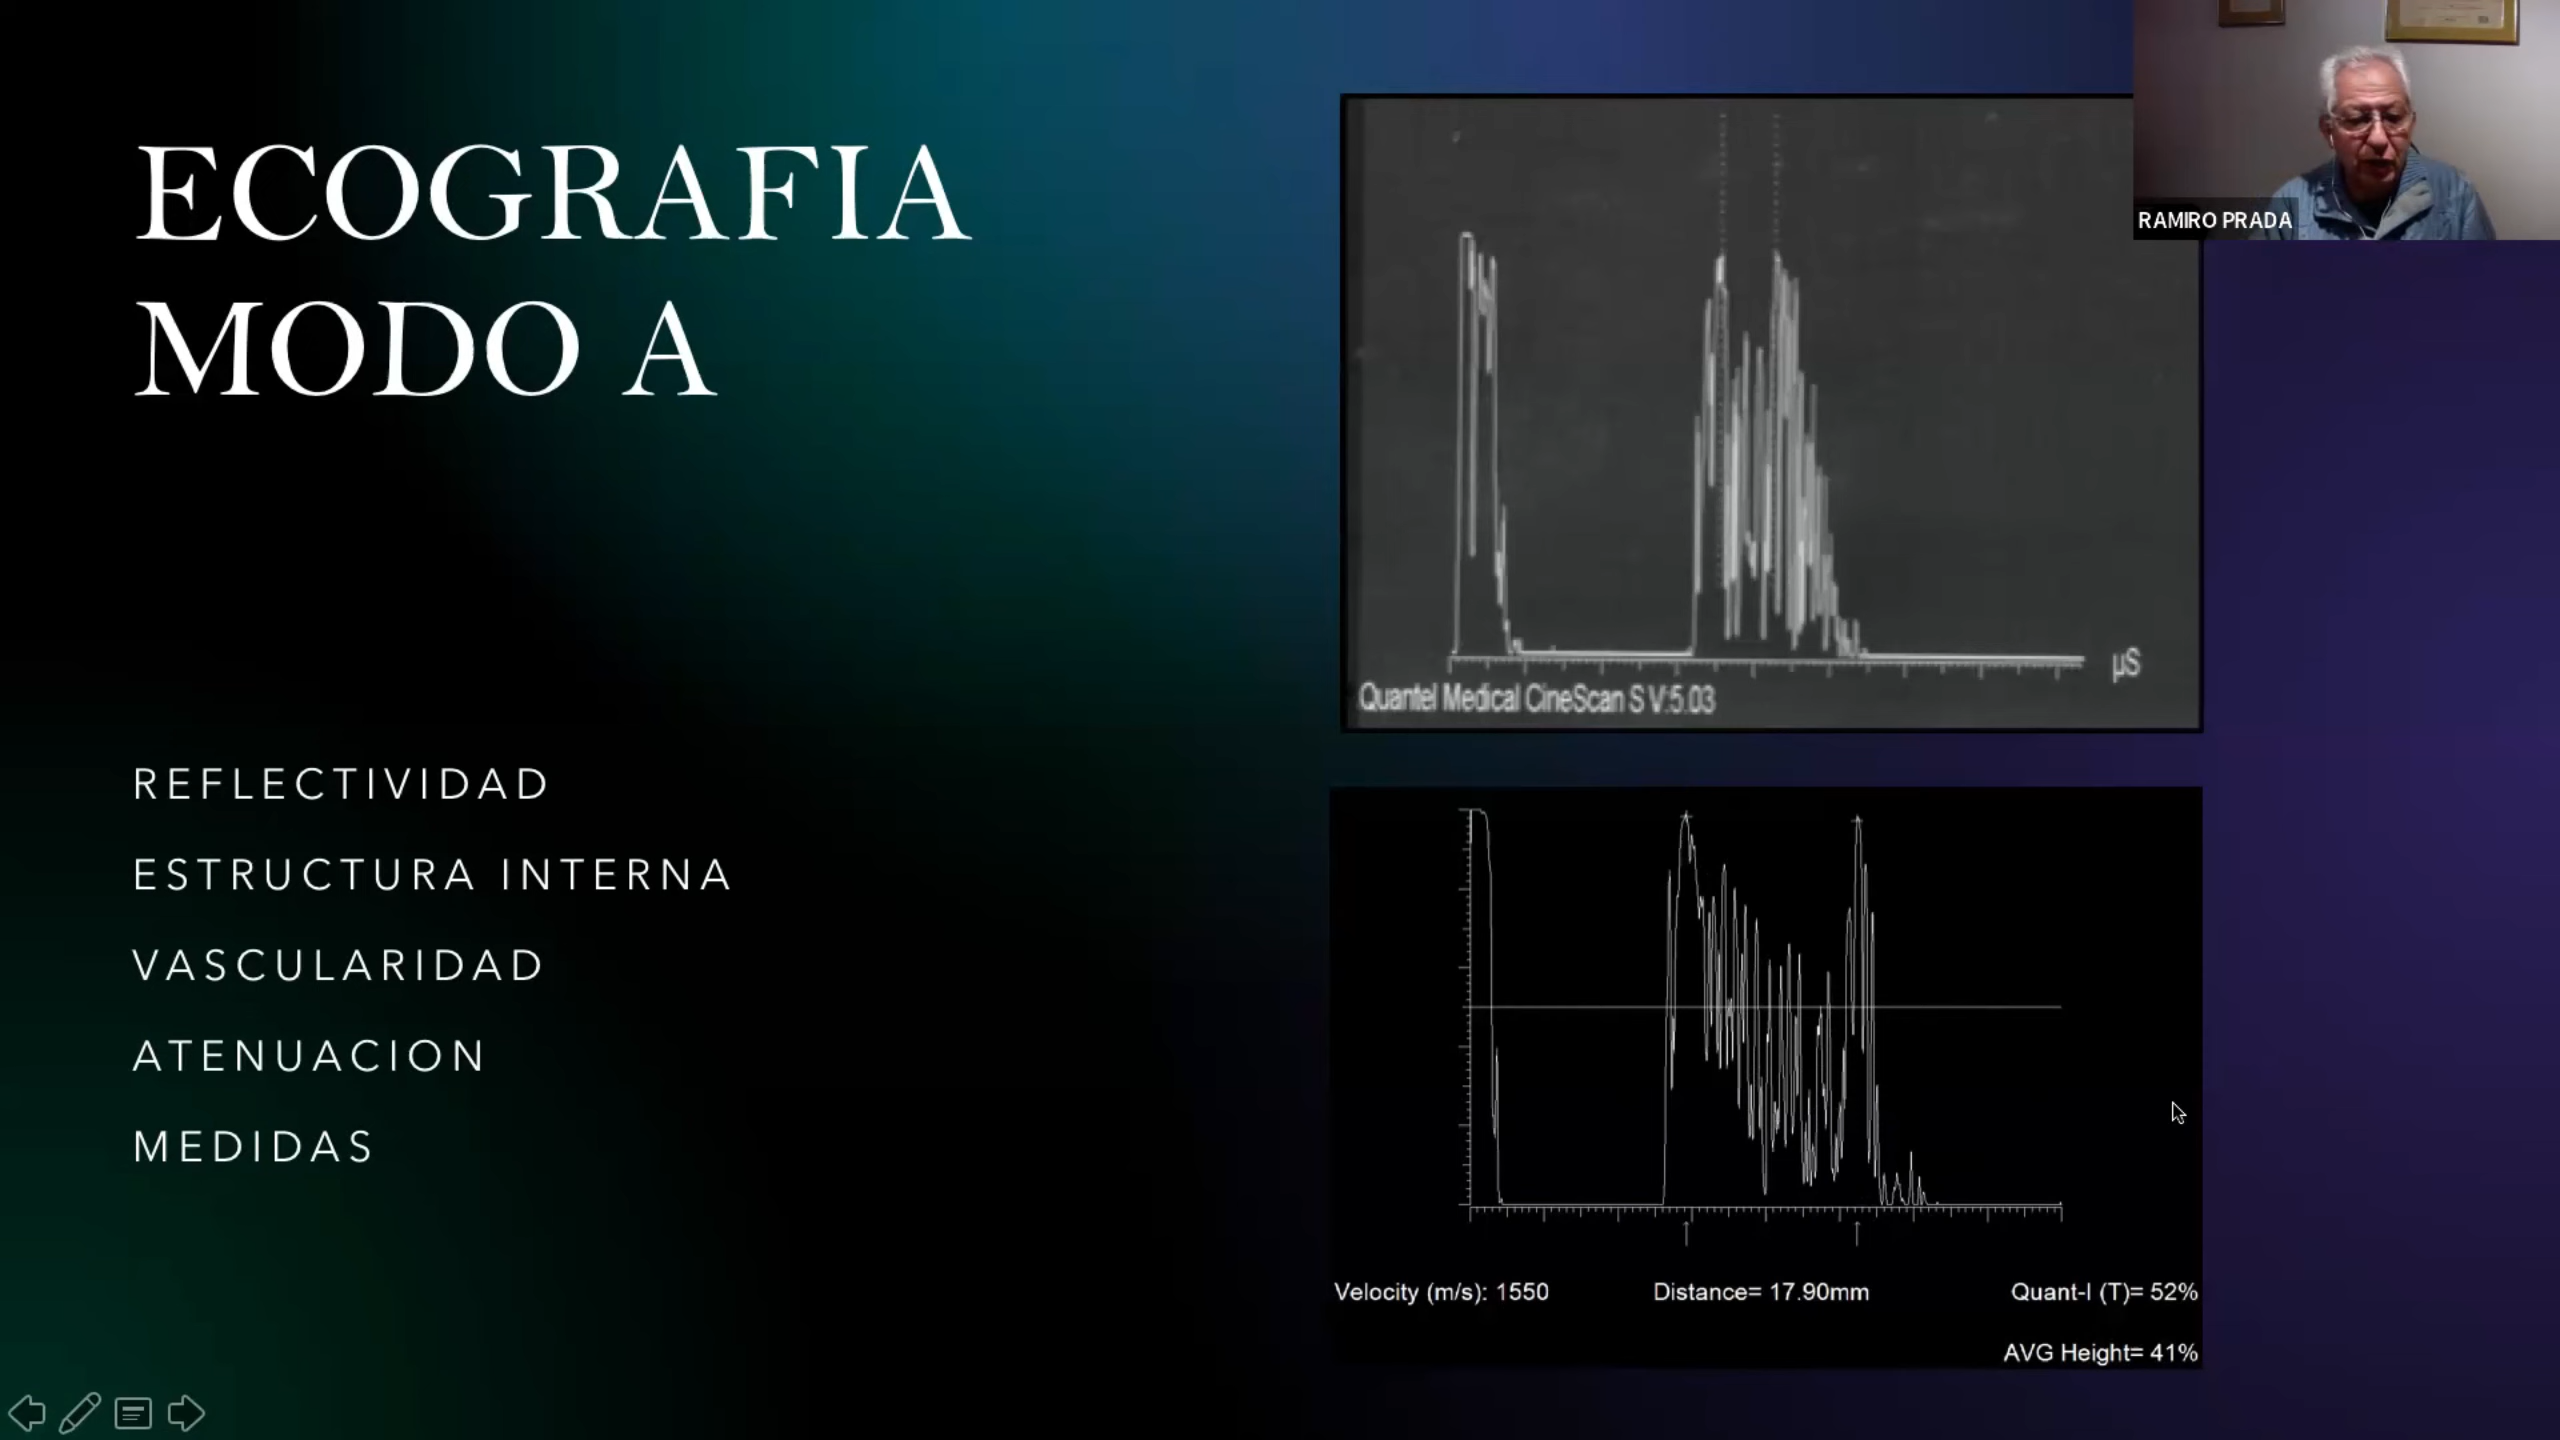 ECOGRAFIA
MODO A
REFLECTIVIDAD
ESTRUCTURA INTERNA
VASCULARIDAD
ATENUACION
MEDIDAS
RAMIRO PRADA
µS
Quantel Medical CineScan S V:5.03
Velocity (m/s): 1550 Distance= 17.90mm Quant-I (T)= 52%
AVG Height= 41%